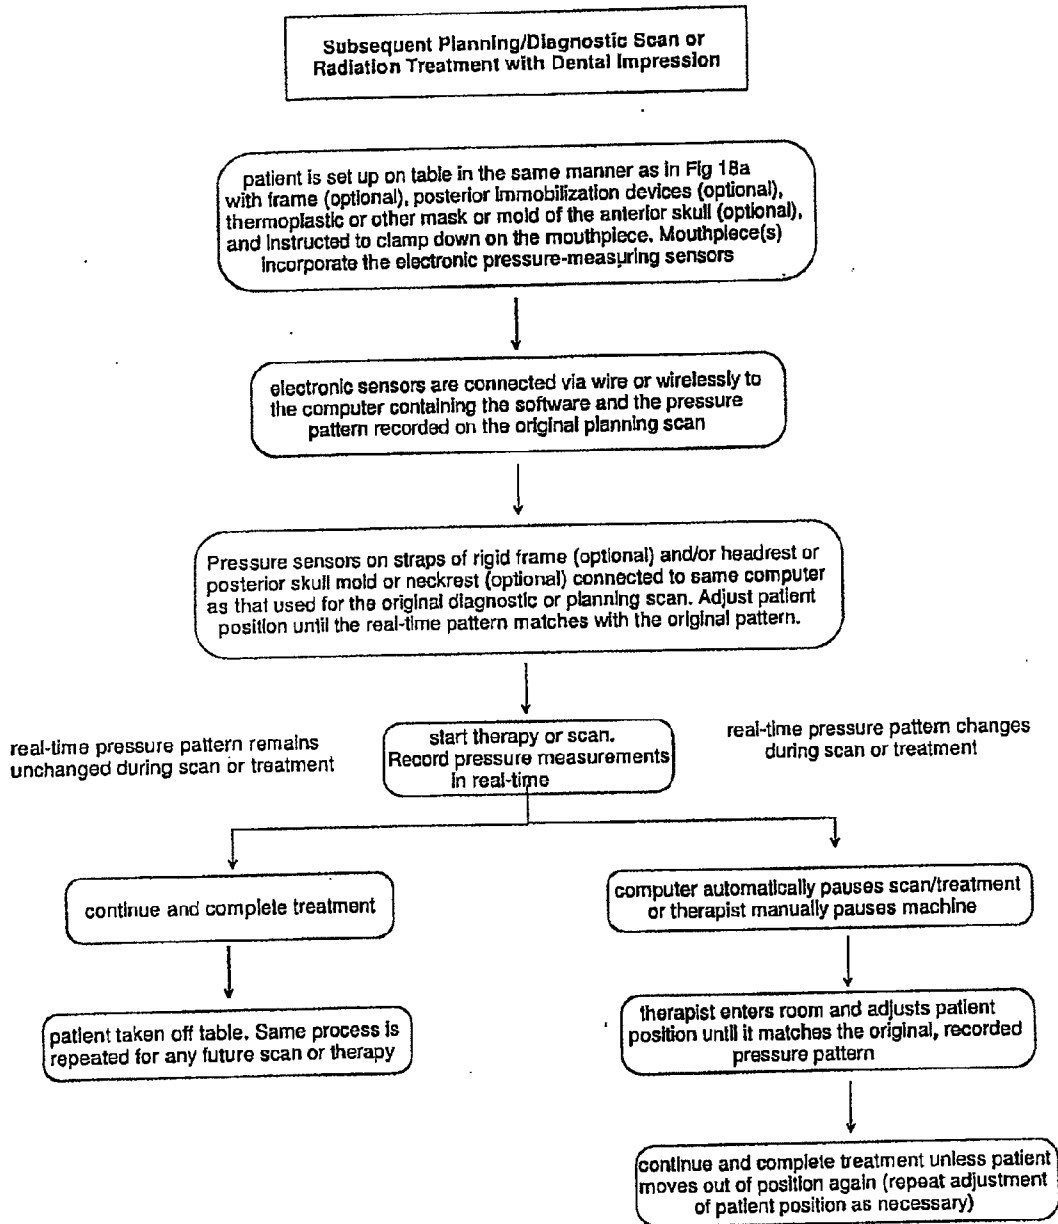 Subsequent Planning/Diagnostic Scan or
Radiation Treatment with Dental Impression
patient is set up on table in the same manner as in Fig 18a
with frame (optional), posterior immobilization devices (optional),
thermoplastic or other mask or mold of the anterior skull (optional),
and instructed to clamp down on the mouthpiece. Mouthpiece(s)
incorporate the electronic pressure-measuring sensors
electronic sensors are connected via wire or wirelessly to
the computer containing the software and the pressure
pattern recorded on the original planning scan
Pressure sensors on straps of rigid frame (optional) and/or headrest or
posterior skull mold or neckrest (optional) connected to same computer
as that used for the original diagnostic or planning scan. Adjust patient
position until the real-time pattern matches with the original pattern.
real-time pressure pattern remains
unchanged during scan or treatment
start therapy or scan.
Record pressure measurements
in real-time
real-time pressure pattern changes
during scan or treatment
continue and complete treatment
computer automatically pauses scan/treatment
or therapist manually pauses machine
patient taken off table. Same process is
repeated for any future scan or therapy
therapist enters room and adjusts patient
position until it matches the original, recorded
pressure pattern
continue and complete treatment unless patient
moves out of position again (repeat adjustment
of patient position as necessary)